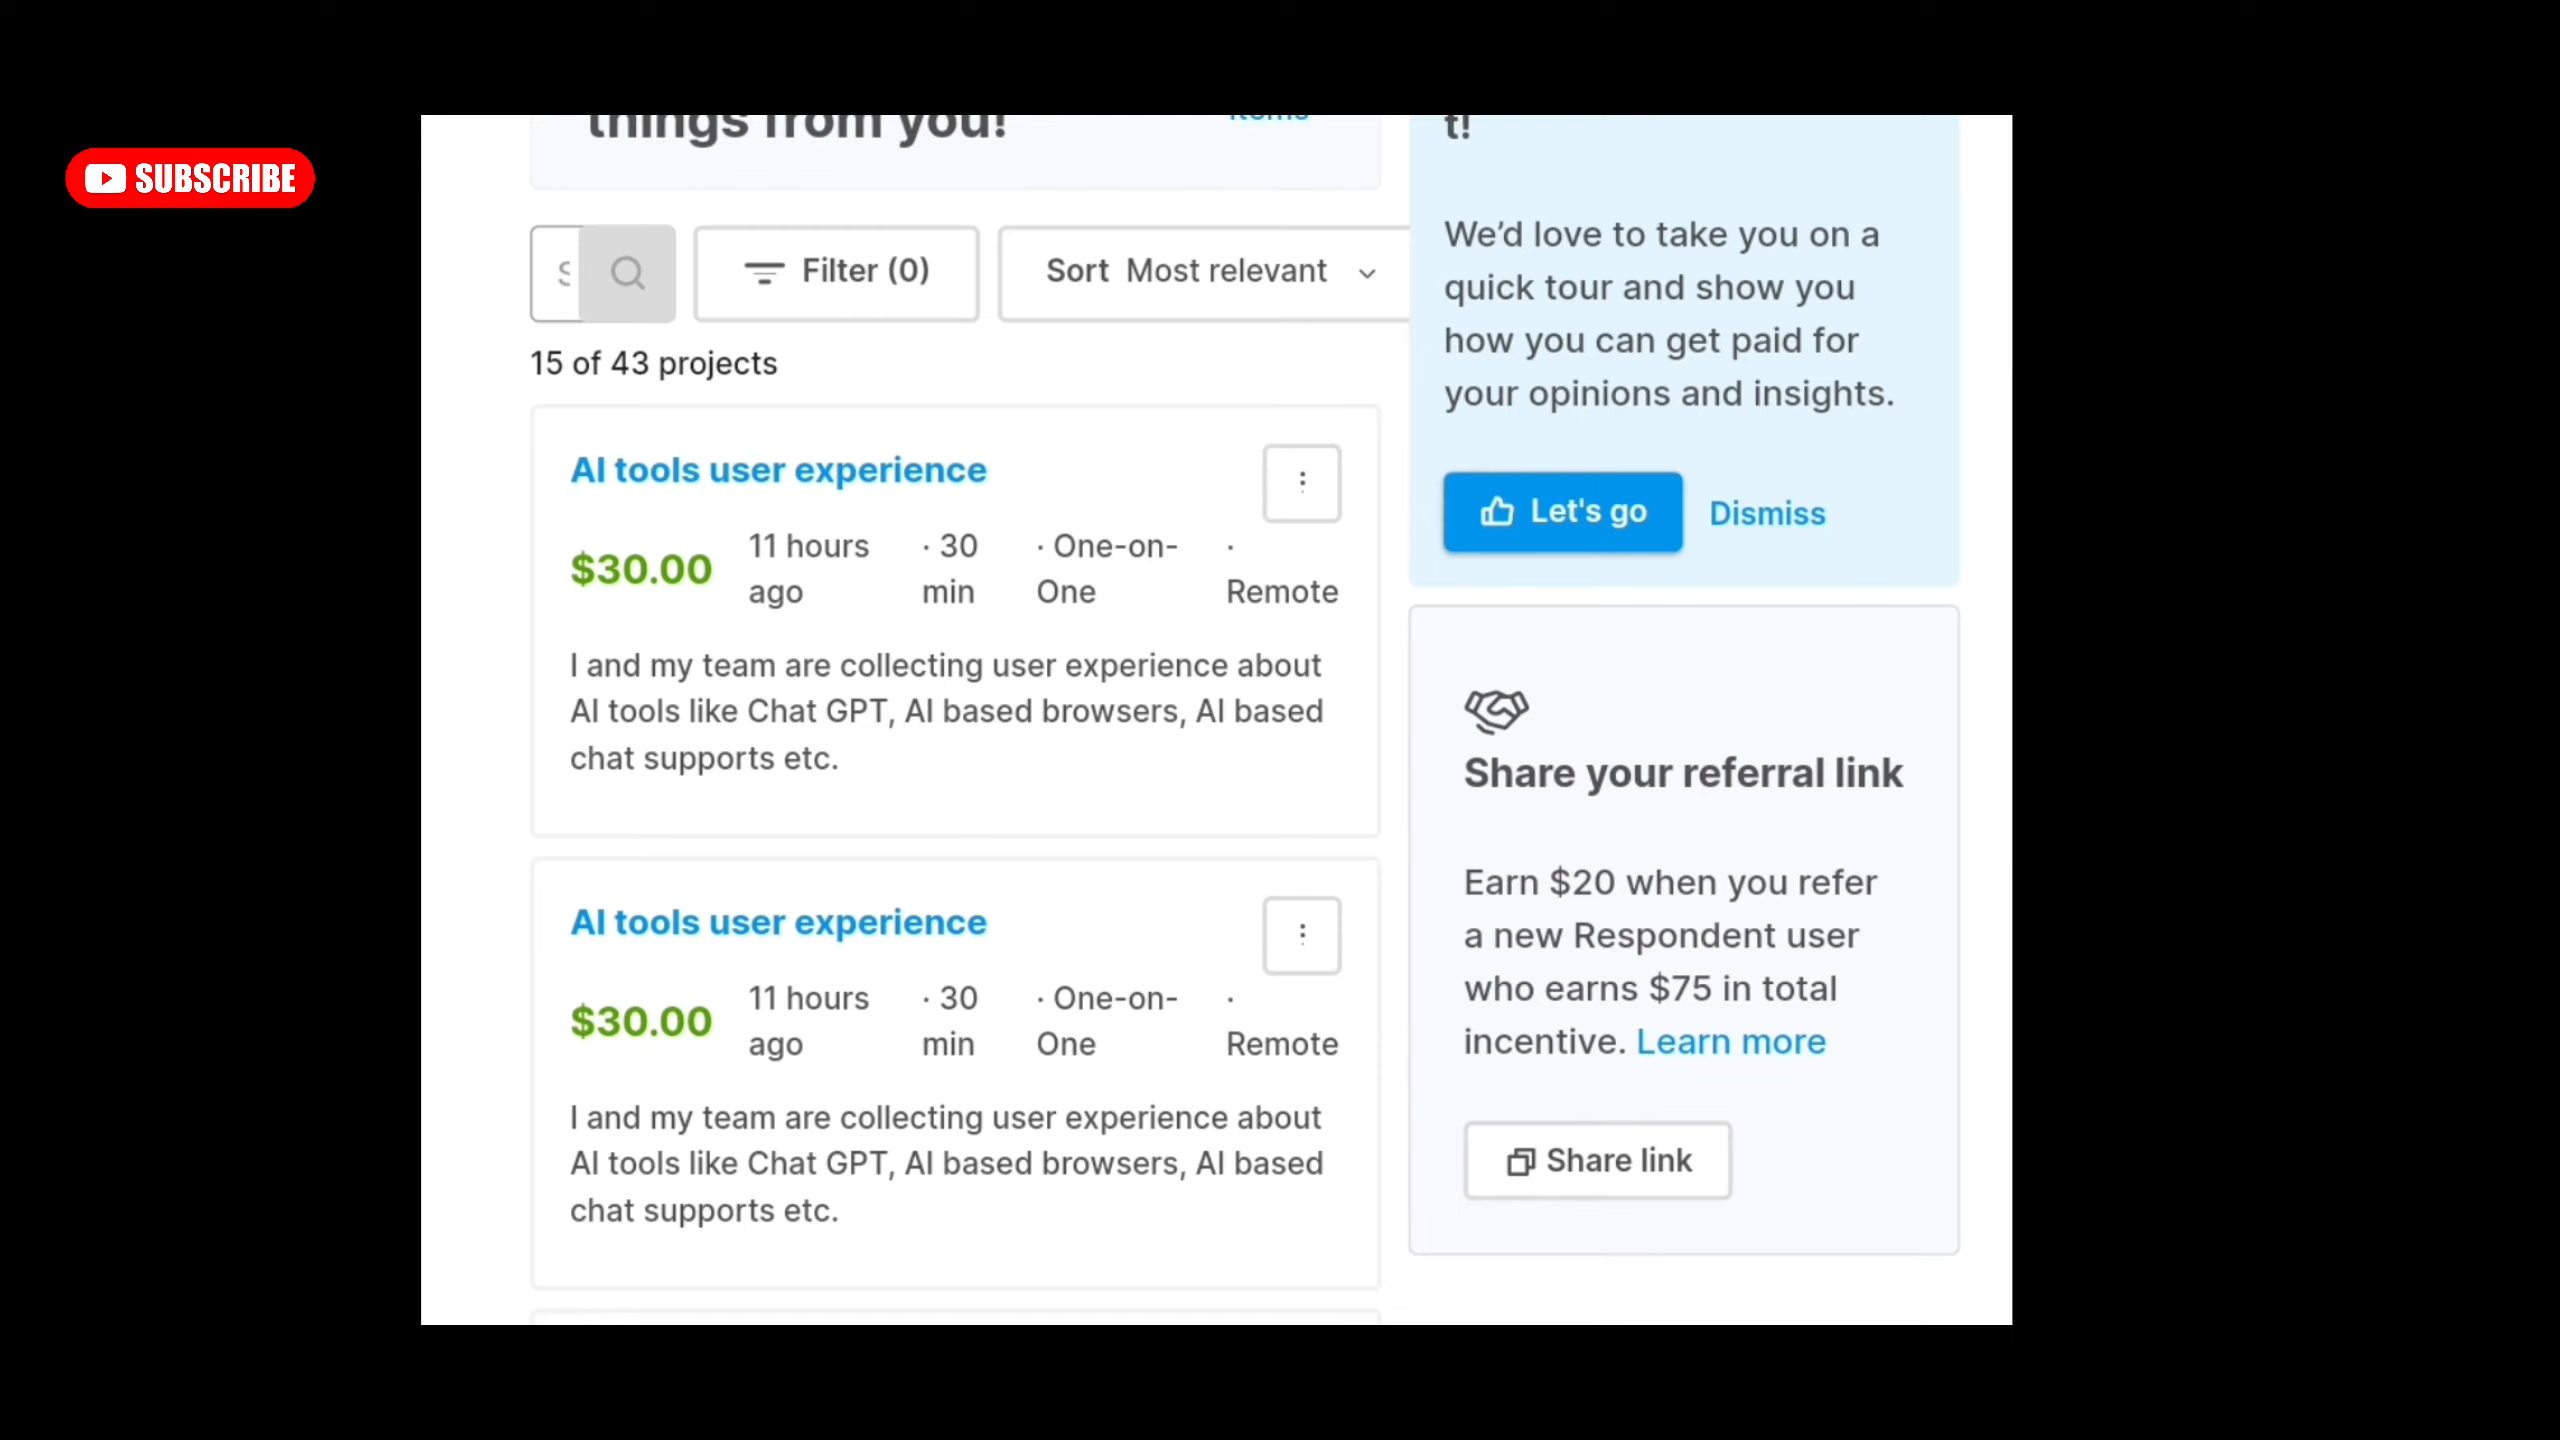 SUBSCRIBE
things from you!
items
S
Filter (0)
Sort Most relevant
15 of 43 projects
AI tools user experience
$30.00
11 hours ago
· 30 min
· One-on-One
· Remote
I and my team are collecting user experience about
AI tools like Chat GPT, AI based browsers, AI based
chat supports etc.
AI tools user experience
$30.00
11 hours ago
· 30 min
· One-on-One
· Remote
I and my team are collecting user experience about
AI tools like Chat GPT, AI based browsers, AI based
chat supports etc.
t!
We’d love to take you on a
quick tour and show you
how you can get paid for
your opinions and insights.
Let's go
Dismiss
Share your referral link
Earn $20 when you refer
a new Respondent user
who earns $75 in total
incentive. Learn more
Share link